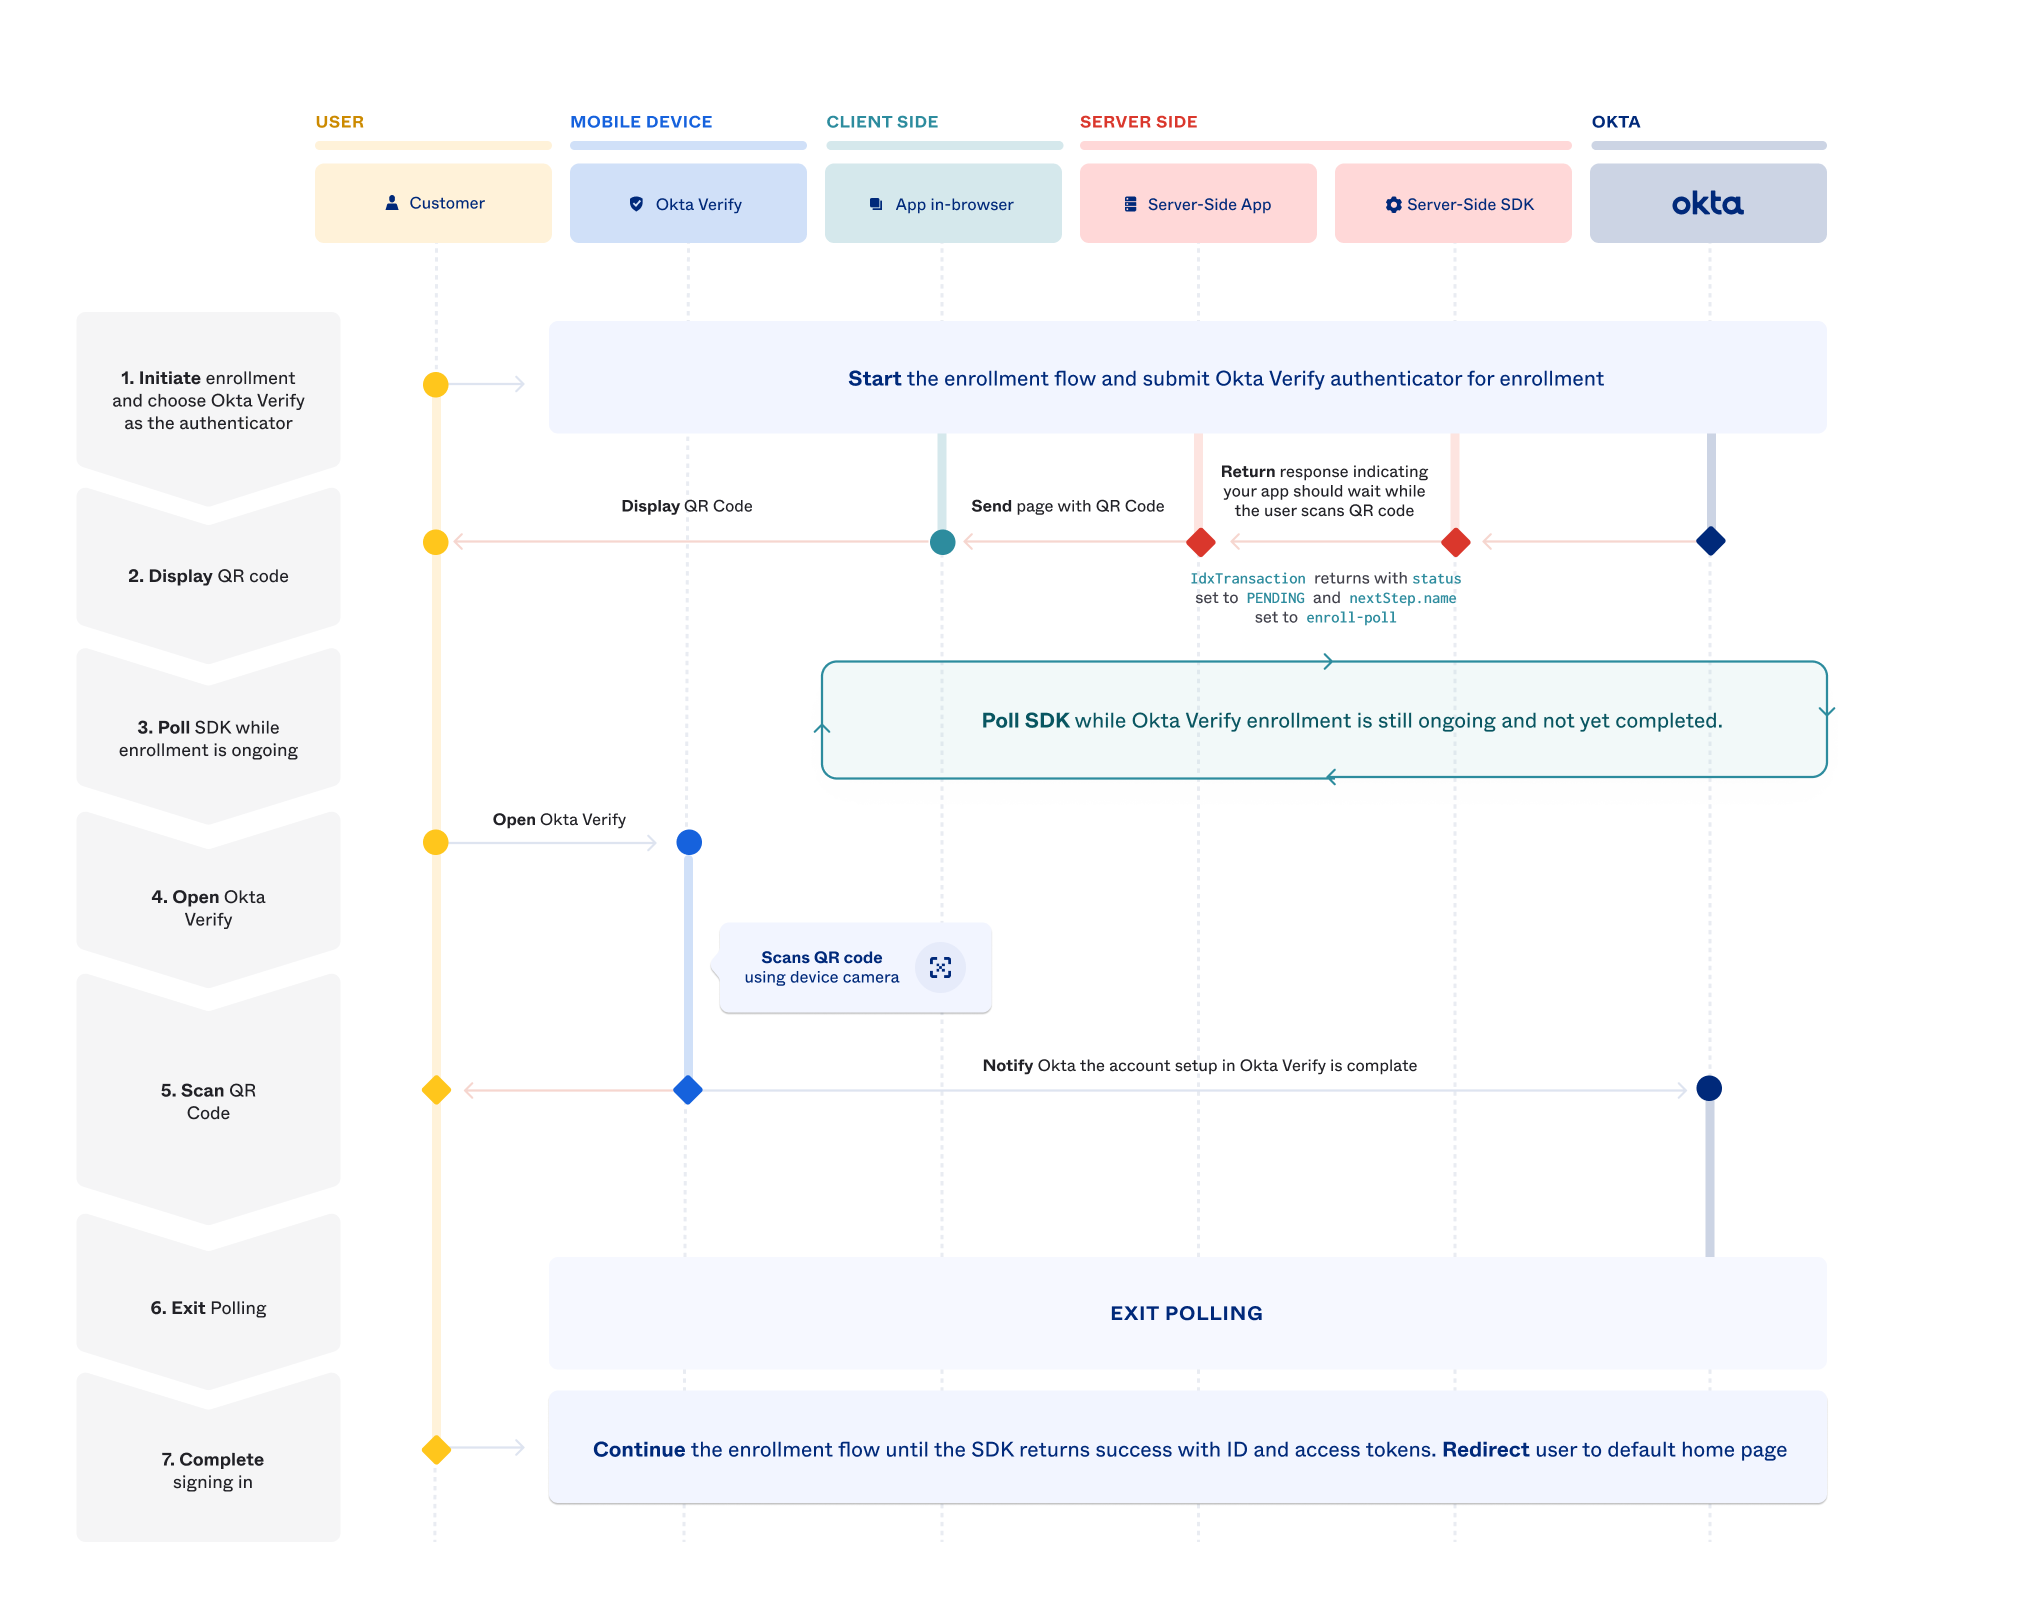 USER
MOBILE DEVICE
CLIENT SIDE
SERVER SIDE
OKTA
Customer
Okta Verify
App in-browser
Server-Side App
Server-Side SDK
okta
1. Initiate enrollment
and choose Okta Verify
as the authenticator
Start the enrollment flow and submit Okta Verify authenticator for enrollment
2. Display QR code
Display QR Code
Send page with QR Code
Return response indicating
your app should wait while
the user scans QR code
IdxTransaction returns with status
set to PENDING and nextStep.name
set to enroll-poll
3. Poll SDK while
enrollment is ongoing
Poll SDK while Okta Verify enrollment is still ongoing and not yet completed.
4. Open Okta
Verify
Open Okta Verify
Scans QR code
using device camera
5. Scan QR
Code
Notify Okta the account setup in Okta Verify is complate
6. Exit Polling
EXIT POLLING
7. Complete
signing in
Continue the enrollment flow until the SDK returns success with ID and access tokens. Redirect user to default home page